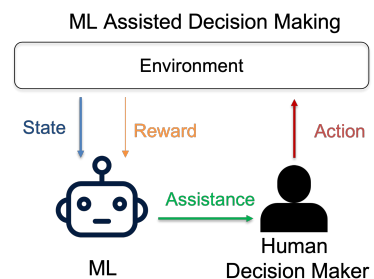 ML Assisted Decision Making
Environment
State
Reward
Action
Assistance
ML
Human
Decision Maker